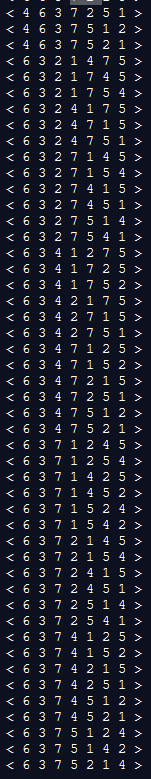 < 4 6 3 7 2 5 1 >
< 4 6 3 7 5 1 2 >
< 4 6 3 7 5 2 1 >
< 6 3 2 1 4 7 5 >
< 6 3 2 1 7 4 5 >
< 6 3 2 1 7 5 4 >
< 6 3 2 4 1 7 5 >
< 6 3 2 4 7 1 5 >
< 6 3 2 4 7 5 1 >
< 6 3 2 7 1 4 5 >
< 6 3 2 7 1 5 4 >
< 6 3 2 7 4 1 5 >
< 6 3 2 7 4 5 1 >
< 6 3 2 7 5 1 4 >
< 6 3 2 7 5 4 1 >
< 6 3 4 1 2 7 5 >
< 6 3 4 1 7 2 5 >
< 6 3 4 1 7 5 2 >
< 6 3 4 2 1 7 5 >
< 6 3 4 2 7 1 5 >
< 6 3 4 2 7 5 1 >
< 6 3 4 7 1 2 5 >
< 6 3 4 7 1 5 2 >
< 6 3 4 7 2 1 5 >
< 6 3 4 7 2 5 1 >
< 6 3 4 7 5 1 2 >
< 6 3 4 7 5 2 1 >
< 6 3 7 1 2 4 5 >
< 6 3 7 1 2 5 4 >
< 6 3 7 1 4 2 5 >
< 6 3 7 1 4 5 2 >
< 6 3 7 1 5 2 4 >
< 6 3 7 1 5 4 2 >
< 6 3 7 2 1 4 5 >
< 6 3 7 2 1 5 4 >
< 6 3 7 2 4 1 5 >
< 6 3 7 2 4 5 1 >
< 6 3 7 2 5 1 4 >
< 6 3 7 2 5 4 1 >
< 6 3 7 4 1 2 5 >
< 6 3 7 4 1 5 2 >
< 6 3 7 4 2 1 5 >
< 6 3 7 4 2 5 1 >
< 6 3 7 4 5 1 2 >
< 6 3 7 4 5 2 1 >
< 6 3 7 5 1 2 4 >
< 6 3 7 5 1 4 2 >
< 6 3 7 5 2 1 4 >